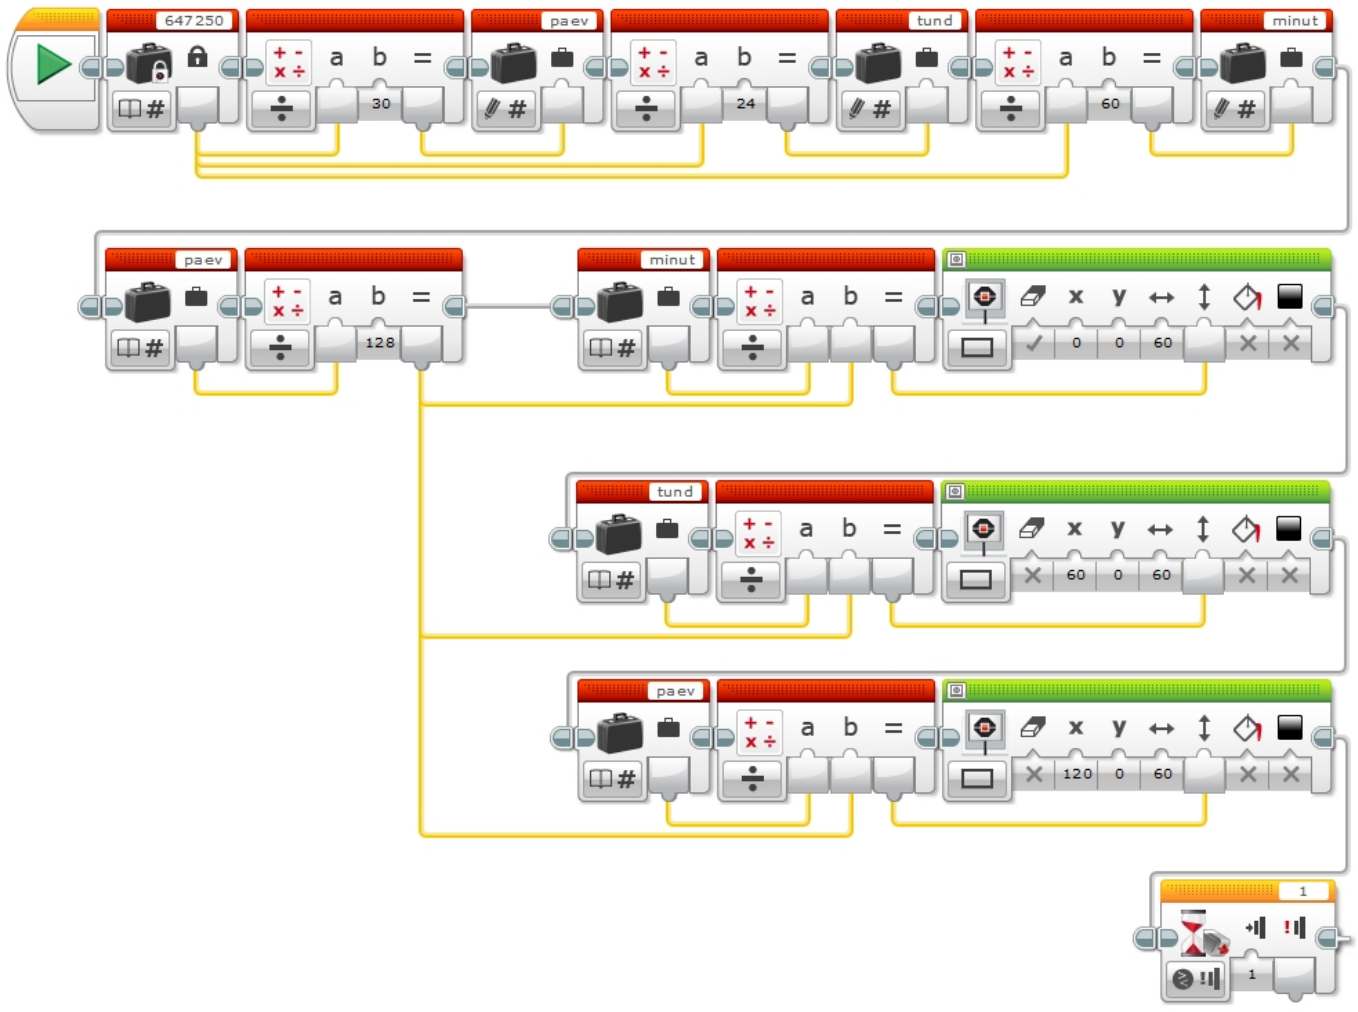 647250 paev tund minut
a b = a b = a b =
# 30 # 24 # 60 #
paev minut
a b = a b = x y
# 128 # 0 0 60
tund
a b = x y
# 60 0 60
paev
a b = x y
# 120 0 60
1
1